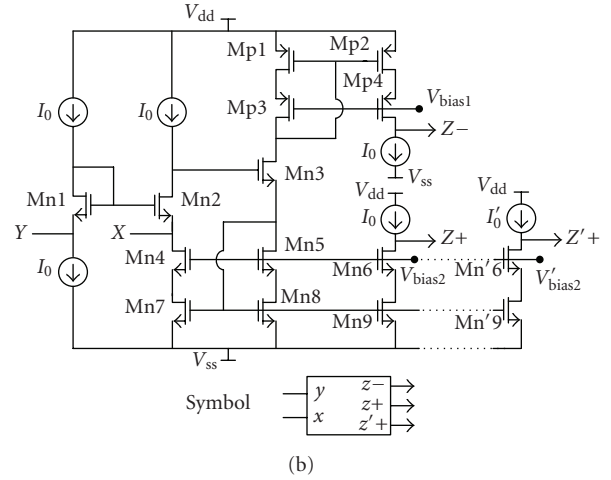 V_dd
Mp1
Mp2
Mp4
I_0
I_0
Mp3
V_bias1
Z−
I_0
V_ss
V_dd
V_dd
Mn3
Mn1
Mn2
I_0
I′_0
Y
X
Z+
Z′+
I_0
Mn4
Mn5
Mn6
V_bias2
Mn′6
V′_bias2
Mn7
Mn8
Mn9
Mn′9
V_ss
Symbol
y
x
z−
z+
z′+
(b)